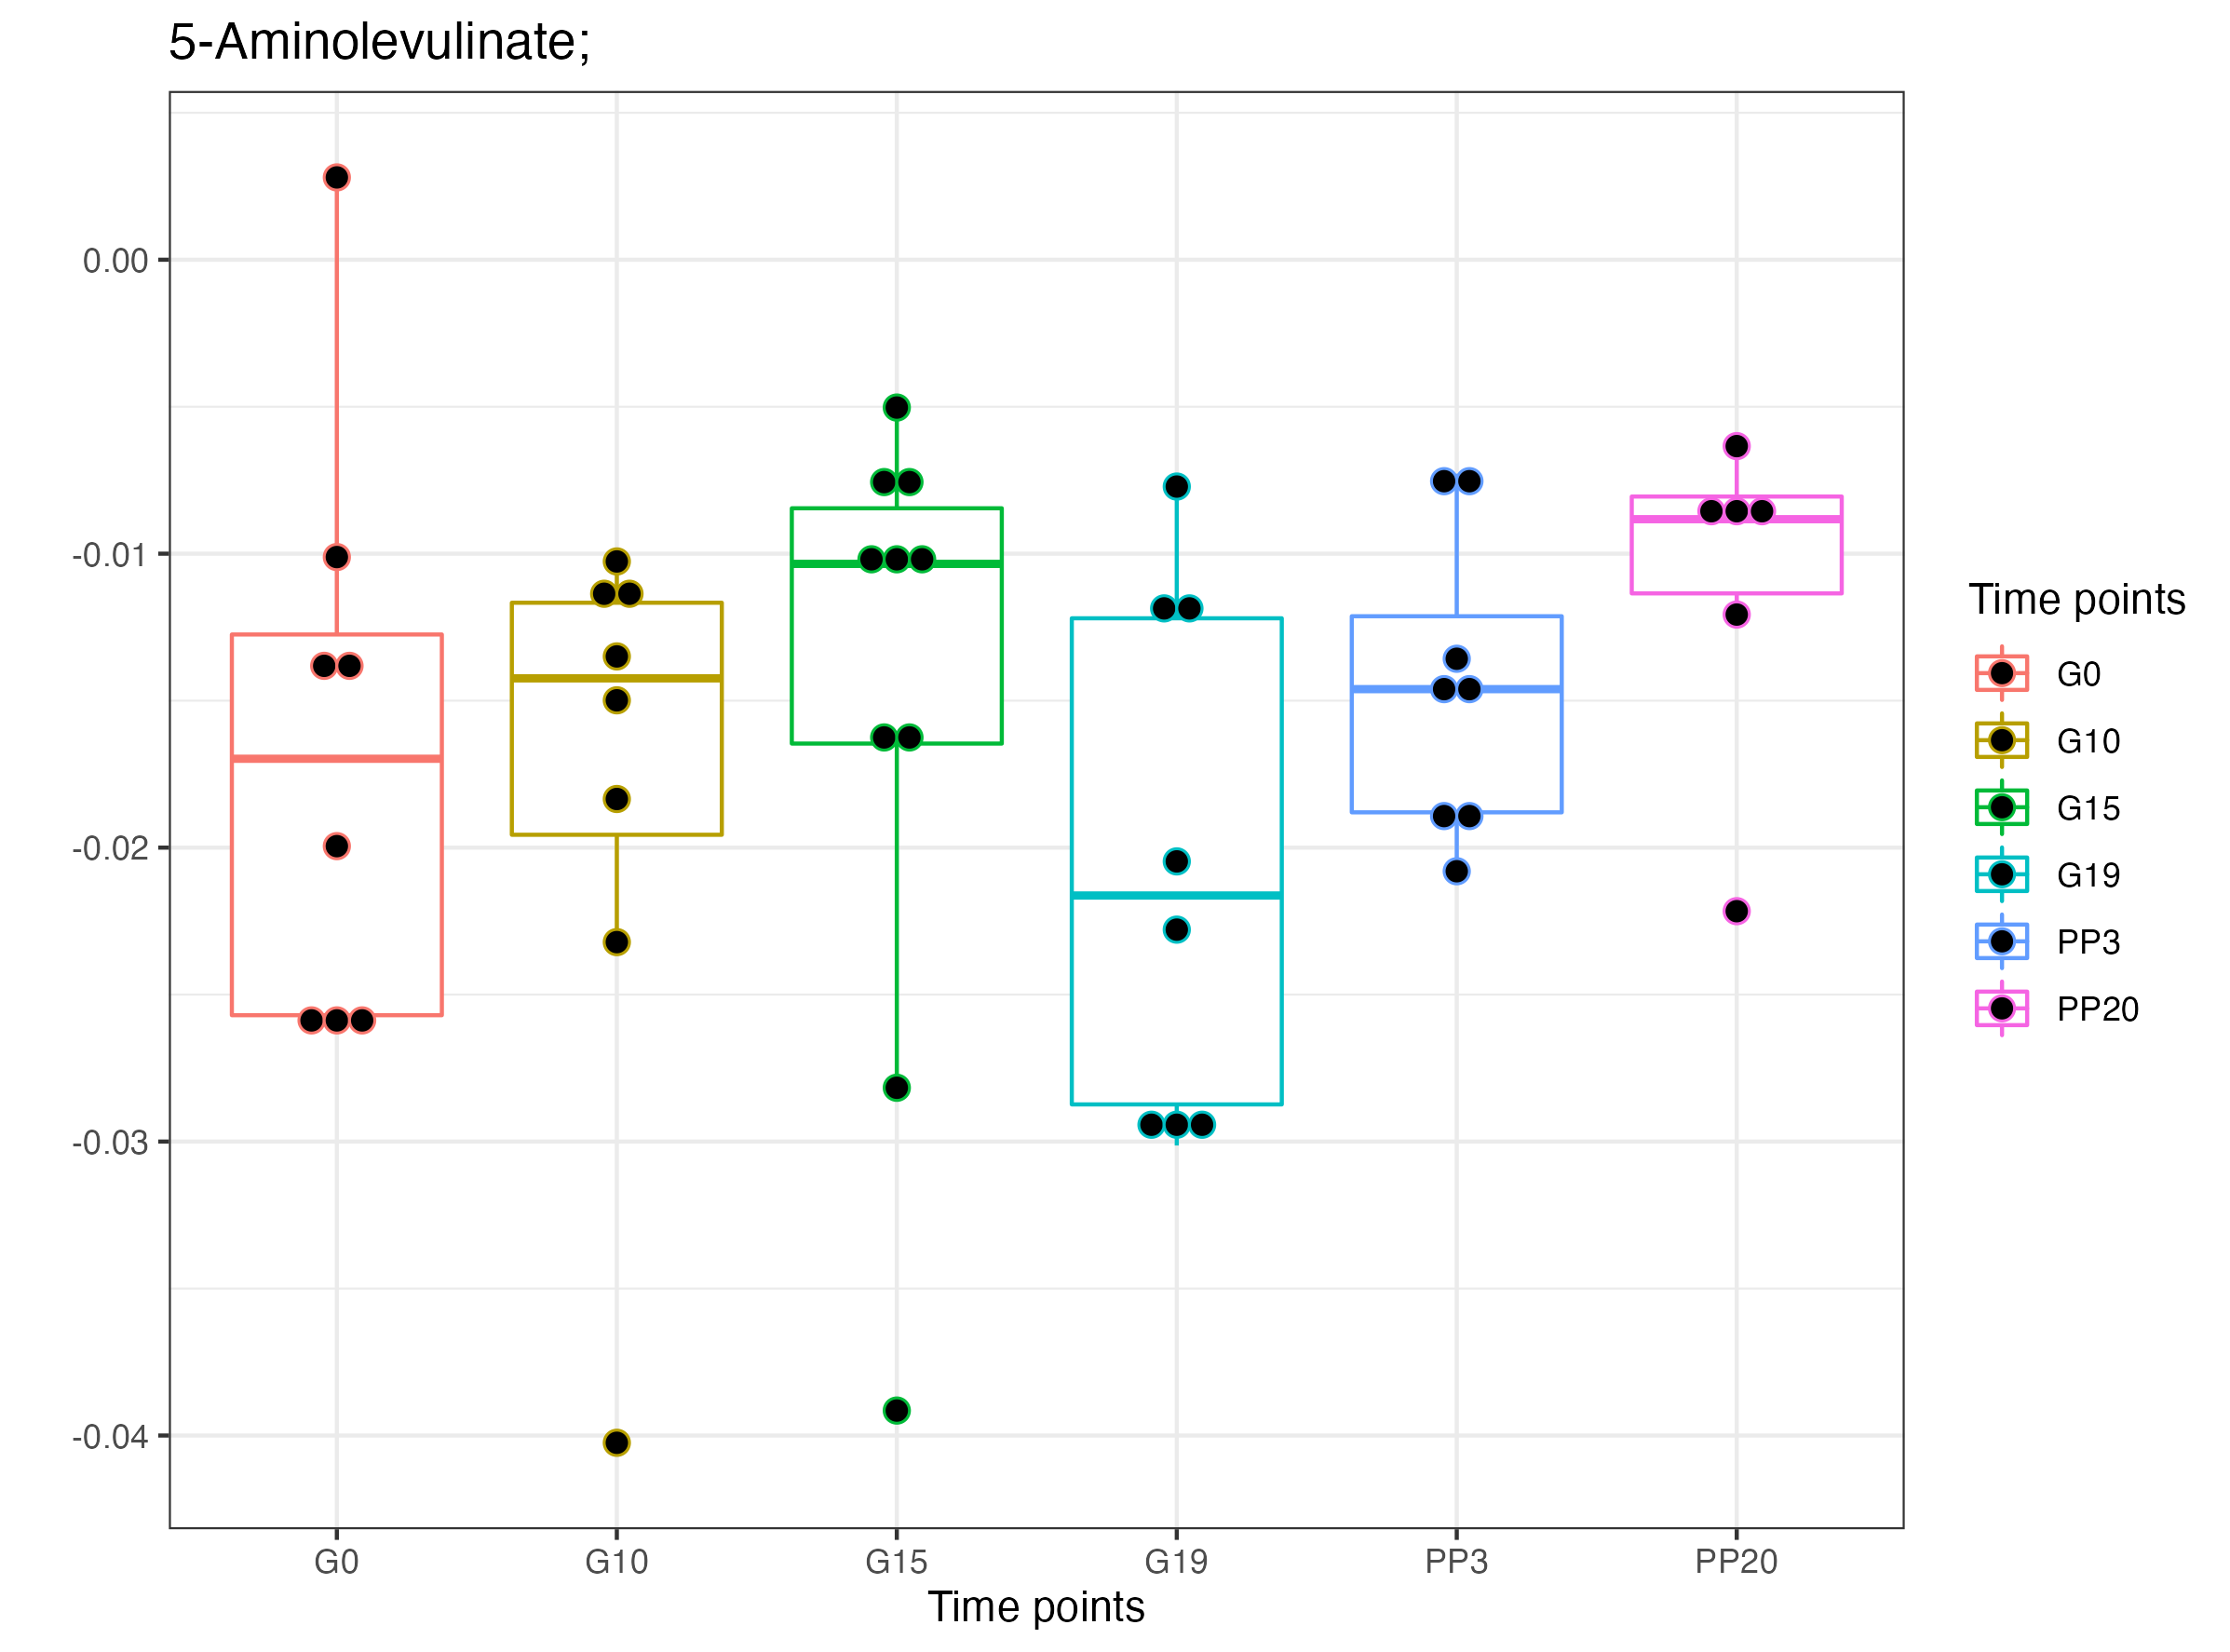 5-Aminolevulinate;
0.00
-0.01
-0.02
-0.03
-0.04
G0 G10 G15 G19 PP3 PP20
Time points
Time points
G0
G10
G15
G19
PP3
PP20